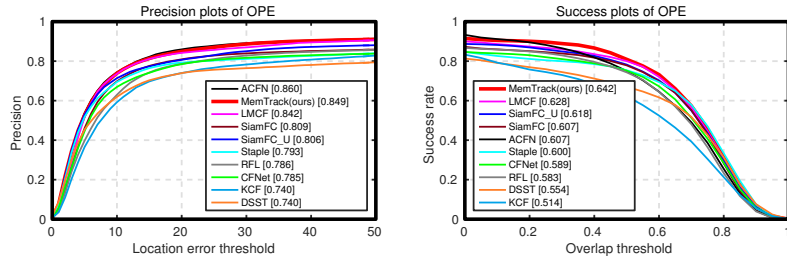 Precision plots of OPE
Precision
1
0.8
0.6
0.4
0.2
0
ACFN [0.860]
MemTrack(ours) [0.849]
LMCF [0.842]
SiamFC [0.809]
SiamFC_U [0.806]
Staple [0.793]
RFL [0.786]
CFNet [0.785]
KCF [0.740]
DSST [0.740]
0 10 20 30 40 50
Location error threshold
Success plots of OPE
Success rate
1
0.8
0.6
0.4
0.2
0
MemTrack(ours) [0.642]
LMCF [0.628]
SiamFC_U [0.618]
SiamFC [0.607]
ACFN [0.607]
Staple [0.600]
CFNet [0.589]
RFL [0.583]
DSST [0.554]
KCF [0.514]
0 0.2 0.4 0.6 0.8 1
Overlap threshold